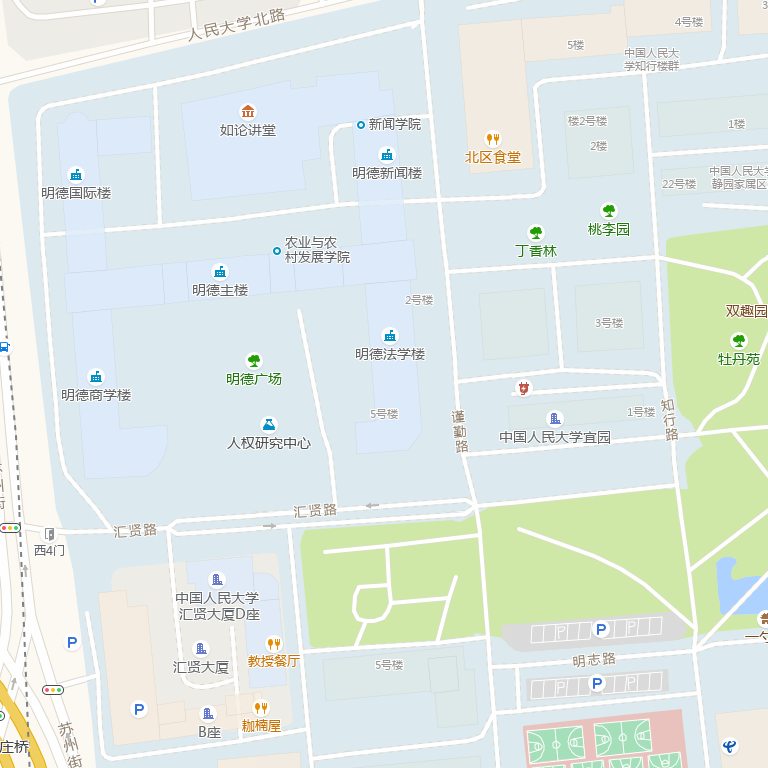 人民大学北路
4号楼
5号楼
中国人民大
学知行楼群
如论讲堂
新闻学院
楼2号楼
1楼
2楼
北区食堂
明德新闻楼
明德国际楼
中国人民大学
静园家属区
22号楼
桃李园
丁香林
农业与农
村发展学院
明德主楼
2号楼
双趣园
3号楼
牡丹苑
明德法学楼
明德广场
明德商学楼
5号楼
1号楼
谨勤路
知行路
中国人民大学宜园
人权研究中心
苏州街
汇贤路
汇贤路
西4门
中国人民大学
汇贤大厦D座
P
P
一勺
汇贤大厦
教授餐厅
5号楼
明志路
P
P
B座
糊楠屋
苏州街
庄桥